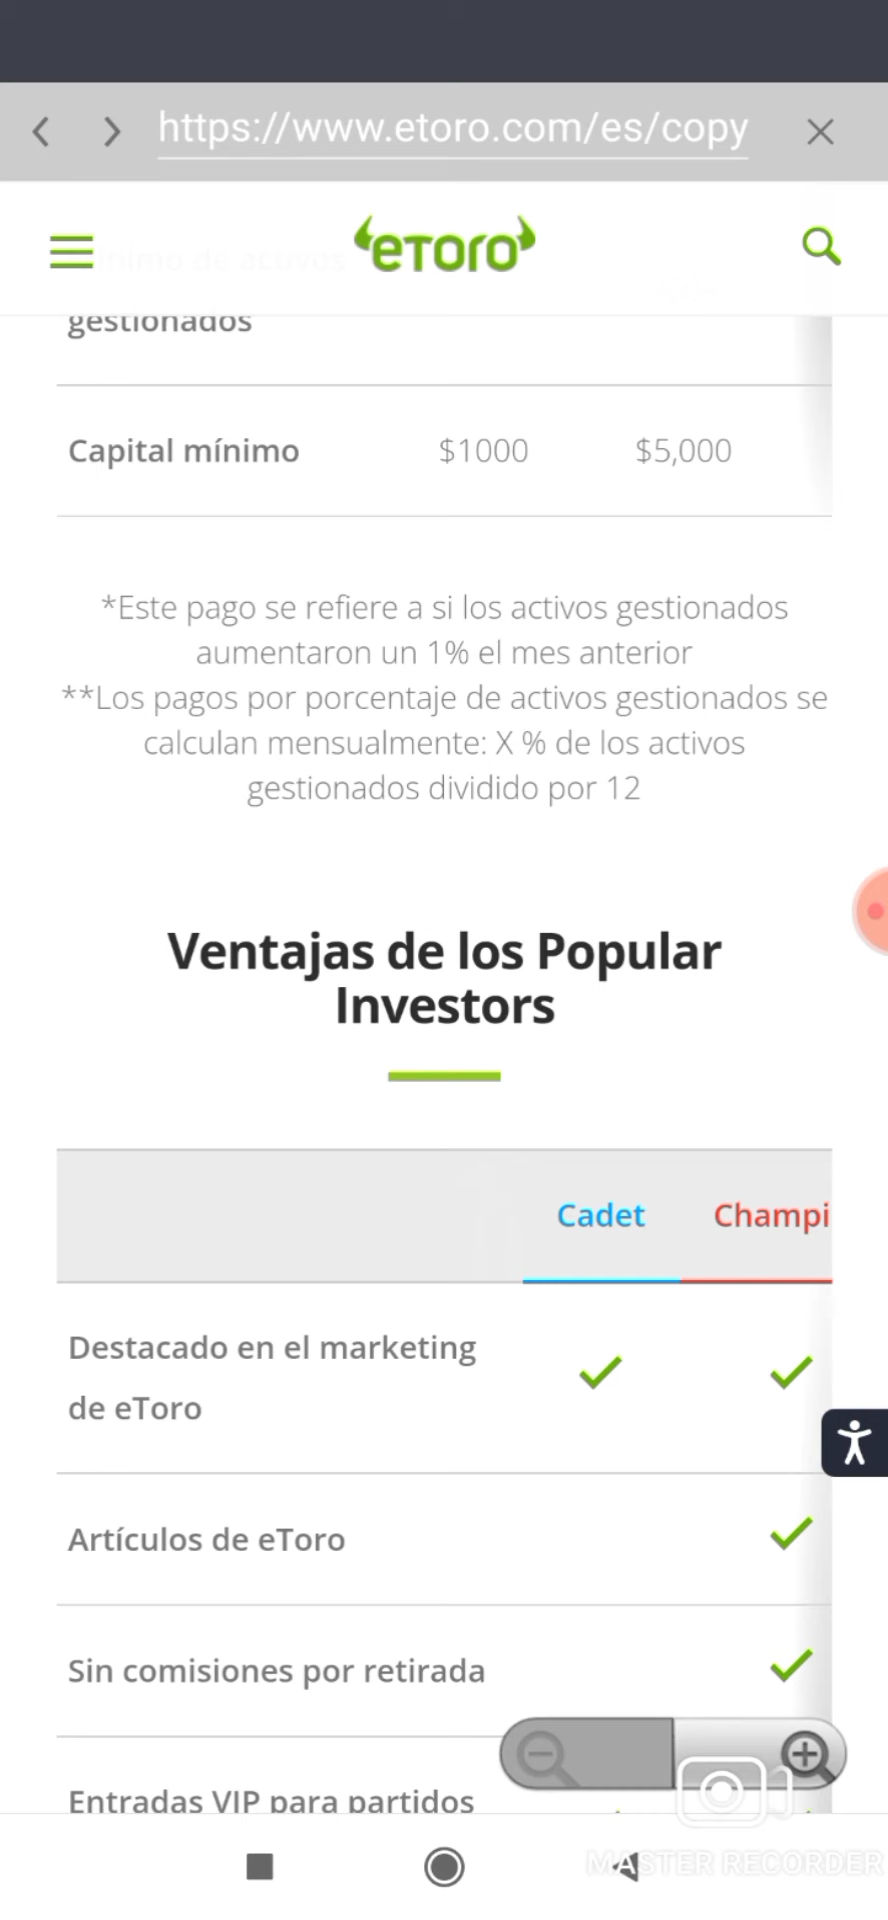 https://www.etoro.com/es/copy
eToro
Mínimo de activos
gestionados
Capital mínimo $1000 $5,000
*Este pago se refiere a si los activos gestionados
aumentaron un 1% el mes anterior
**Los pagos por porcentaje de activos gestionados se
calculan mensualmente: X % de los activos
gestionados dividido por 12
Ventajas de los Popular
Investors
Cadet Champi
Destacado en el marketing
de eToro
Artículos de eToro
Sin comisiones por retirada
Entradas VIP para partidos
MASTER RECORDER